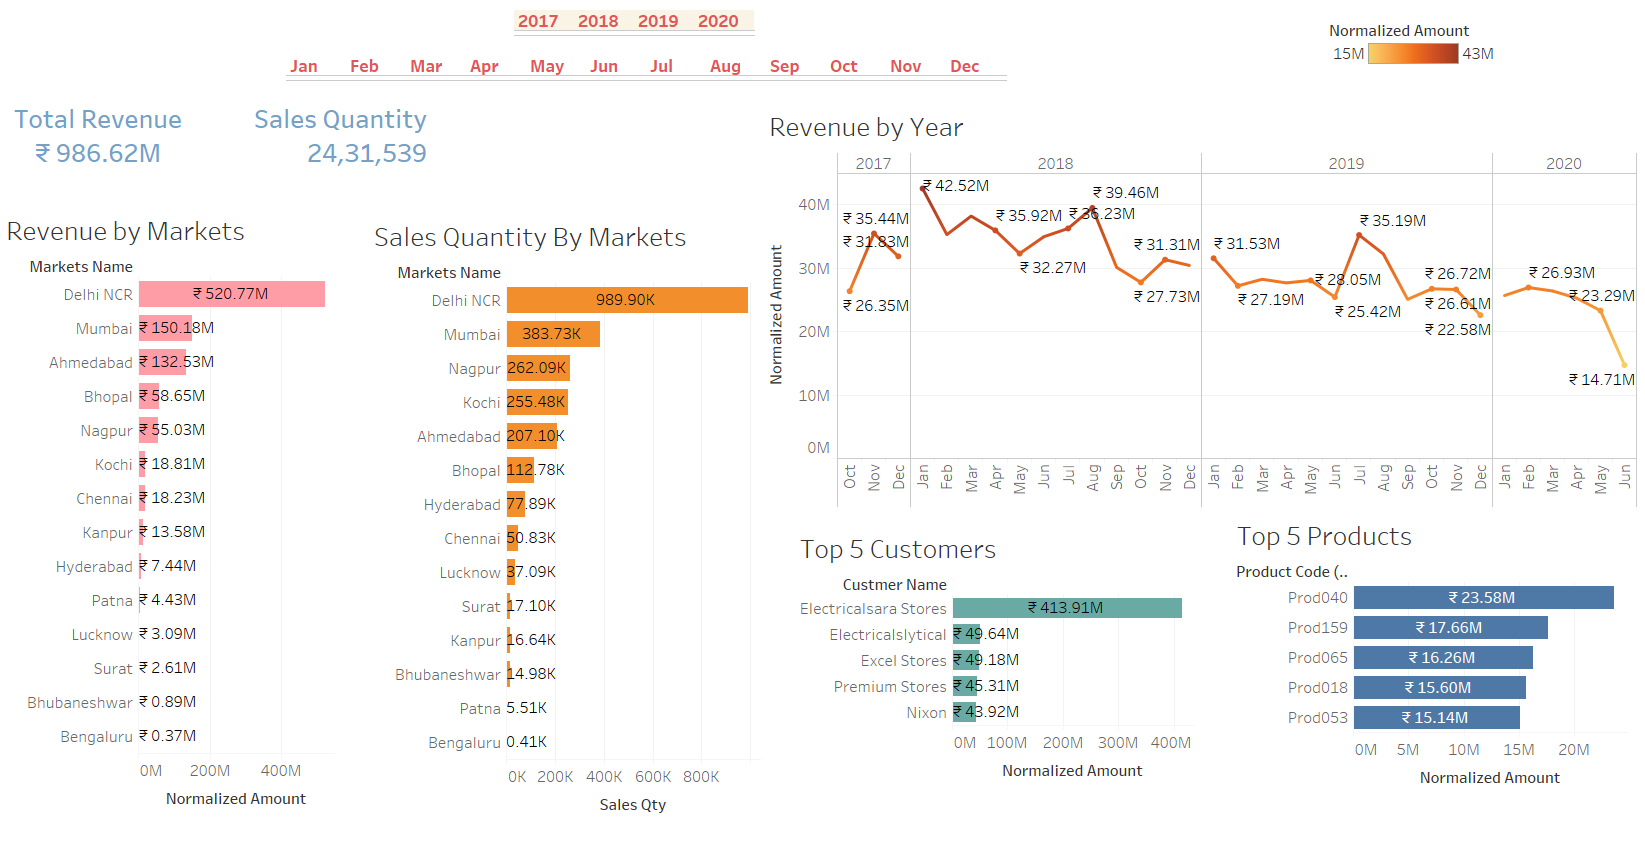 2017 2018 2019 2020
Jan Feb Mar Apr May Jun Jul Aug Sep Oct Nov Dec
Normalized Amount
15M 43M
Total Revenue
₹ 986.62M
Sales Quantity
24,31,539
Revenue by Markets
Markets Name
Delhi NCR ₹ 520.77M
Mumbai ₹ 150.18M
Ahmedabad ₹ 132.53M
Bhopal ₹ 58.65M
Nagpur ₹ 55.03M
Kochi ₹ 18.81M
Chennai ₹ 18.23M
Kanpur ₹ 13.58M
Hyderabad ₹ 7.44M
Patna ₹ 4.43M
Lucknow ₹ 3.09M
Surat ₹ 2.61M
Bhubaneshwar ₹ 0.89M
Bengaluru ₹ 0.37M
0M 200M 400M
Normalized Amount
Sales Quantity By Markets
Markets Name
Delhi NCR 989.90K
Mumbai 383.73K
Nagpur 262.09K
Kochi 255.48K
Ahmedabad 207.10K
Bhopal 112.78K
Hyderabad 77.89K
Chennai 50.83K
Lucknow 37.09K
Surat 17.10K
Kanpur 16.64K
Bhubaneshwar 14.98K
Patna 5.51K
Bengaluru 0.41K
0K 200K 400K 600K 800K
Sales Qty
Revenue by Year
2017 2018 2019 2020
Normalized Amount
40M
30M
20M
10M
0M
₹ 35.44M
₹ 31.83M
₹ 26.35M
₹ 42.52M
₹ 35.92M
₹ 32.27M
₹ 36.23M
₹ 39.46M
₹ 27.73M
₹ 31.31M
₹ 31.53M
₹ 27.19M
₹ 28.05M
₹ 25.42M
₹ 35.19M
₹ 26.72M
₹ 26.61M
₹ 22.58M
₹ 26.93M
₹ 23.29M
₹ 14.71M
Oct Nov Dec Jan Feb Mar Apr May Jun Jul Aug Sep Oct Nov Dec Jan Feb Mar Apr May Jun Jul Aug Sep Oct Nov Dec Jan Feb Mar Apr May Jun
Top 5 Customers
Custmer Name
Electricalsara Stores ₹ 413.91M
Electricalslytical ₹ 49.64M
Excel Stores ₹ 49.18M
Premium Stores ₹ 45.31M
Nixon ₹ 43.92M
0M 100M 200M 300M 400M
Normalized Amount
Top 5 Products
Product Code (..
Prod040 ₹ 23.58M
Prod159 ₹ 17.66M
Prod065 ₹ 16.26M
Prod018 ₹ 15.60M
Prod053 ₹ 15.14M
0M 5M 10M 15M 20M
Normalized Amount